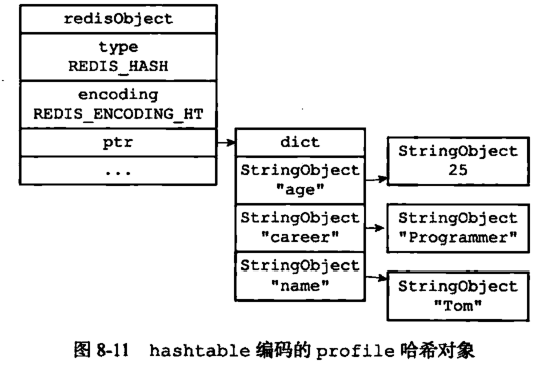 redisObject
type
REDIS_HASH
encoding
REDIS_ENCODING_HT
ptr
...
dict
StringObject
"age"
StringObject
"career"
StringObject
"name"
StringObject
25
StringObject
"Programmer"
StringObject
"Tom"
图 8-11 hashtable 编码的 profile 哈希对象